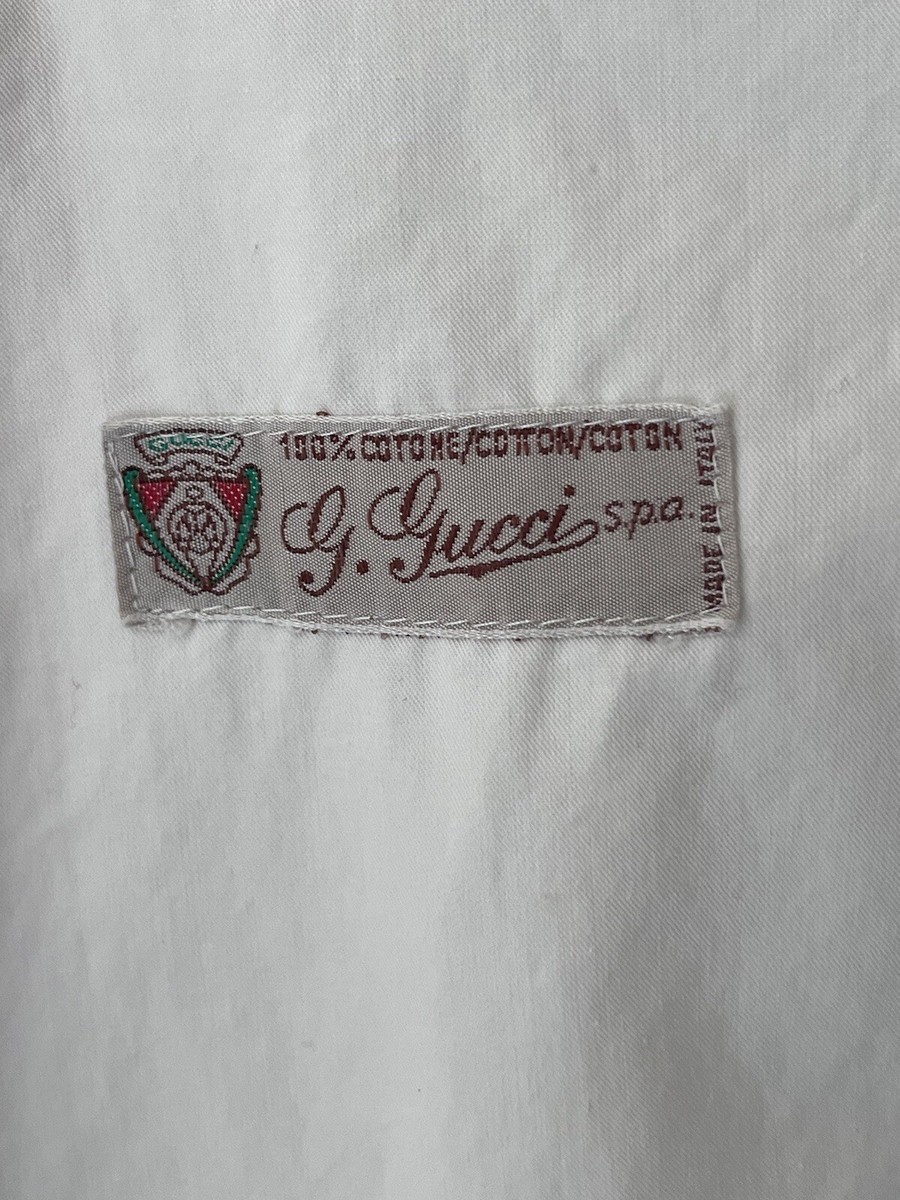 100% COTONE/COTTON/COTON
G. Gucci s.p.a.
MADE IN ITALY